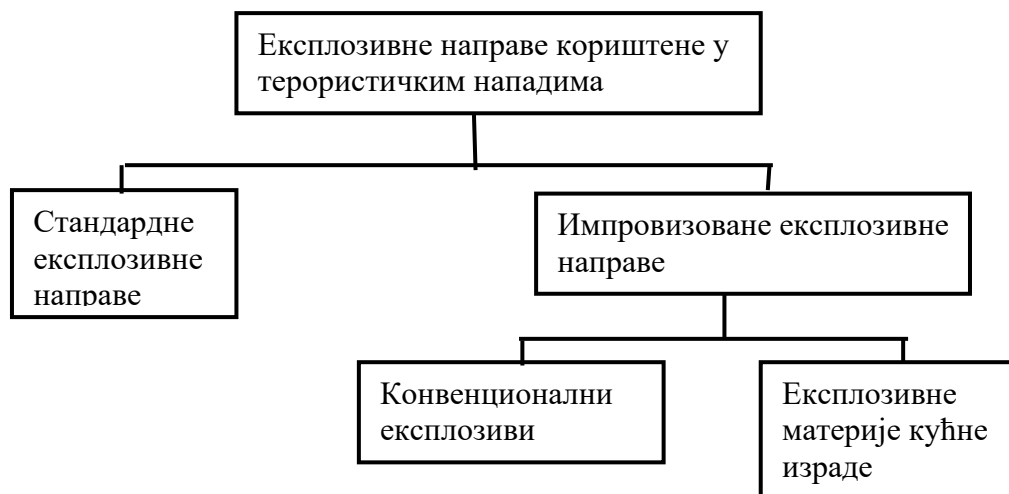 Експлозивне направе кориштене у
терористичким нападима
Стандардне
експлозивне
направе
Импровизоване експлозивне
направе
Конвенционални
експлозиви
Експлозивне
материје кућне
израде